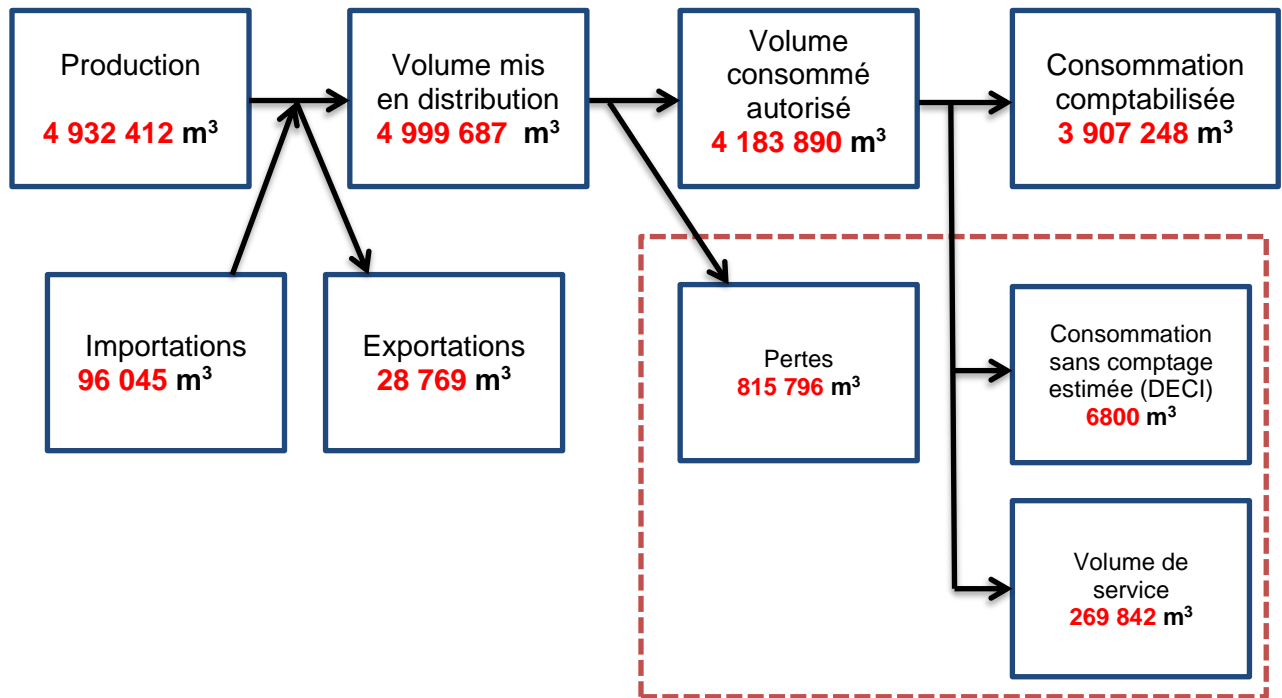 Production
4 932 412 m³
Volume mis
en distribution
4 999 687 m³
Volume
consommé
autorisé
4 183 890 m³
Consommation
comptabilisée
3 907 248 m³
Importations
96 045 m³
Exportations
28 769 m³
Pertes
815 796 m³
Consommation
sans comptage
estimée (DECI)
6800 m³
Volume de
service
269 842 m³